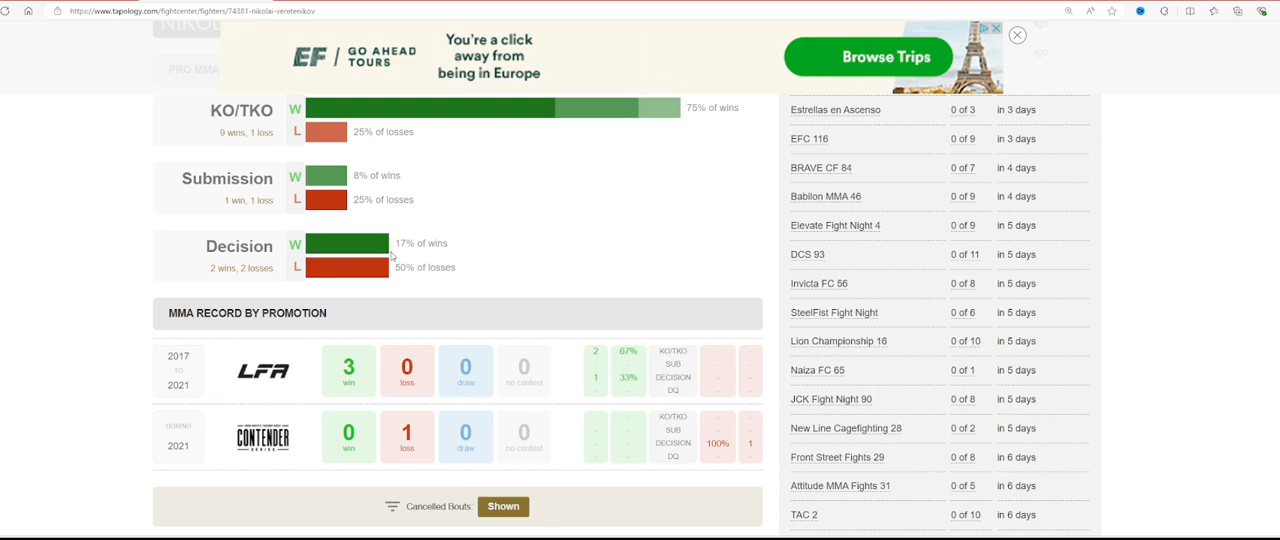 https://www.tapology.com/fightcenter/fighters/74381-nikolai-veretenikov
NIKOL
ago
ago
PRO MMA
EF / GO AHEAD TOURS
You're a click
away from
being in Europe
Browse Trips
KO/TKO
9 wins, 1 loss
W 75% of wins
L 25% of losses
Submission
1 win, 1 loss
W 8% of wins
L 25% of losses
Decision
2 wins, 2 losses
W 17% of wins
L 50% of losses
MMA RECORD BY PROMOTION
2017
TO
2021
LFA
3 win
0 loss
0 draw
0 no contest
2 67% KO/TKO - -
- - SUB - -
1 33% DECISION - -
- - DQ - -
DURING
2021
CONTENDER
SERIES
0 win
1 loss
0 draw
0 no contest
- - KO/TKO - -
- - SUB - -
- - DECISION 100% 1
- - DQ - -
Cancelled Bouts: Shown
Estrellas en Ascenso 0 of 3 in 3 days
EFC 116 0 of 9 in 3 days
BRAVE CF 84 0 of 7 in 4 days
Babilon MMA 46 0 of 9 in 4 days
Elevate Fight Night 4 0 of 9 in 5 days
DCS 93 0 of 11 in 5 days
Invicta FC 56 0 of 8 in 5 days
SteelFist Fight Night 0 of 6 in 5 days
Lion Championship 16 0 of 10 in 5 days
Naiza FC 65 0 of 1 in 5 days
JCK Fight Night 90 0 of 8 in 5 days
New Line Cagefighting 28 0 of 2 in 5 days
Front Street Fights 29 0 of 8 in 6 days
Attitude MMA Fights 31 0 of 5 in 6 days
TAC 2 0 of 10 in 6 days